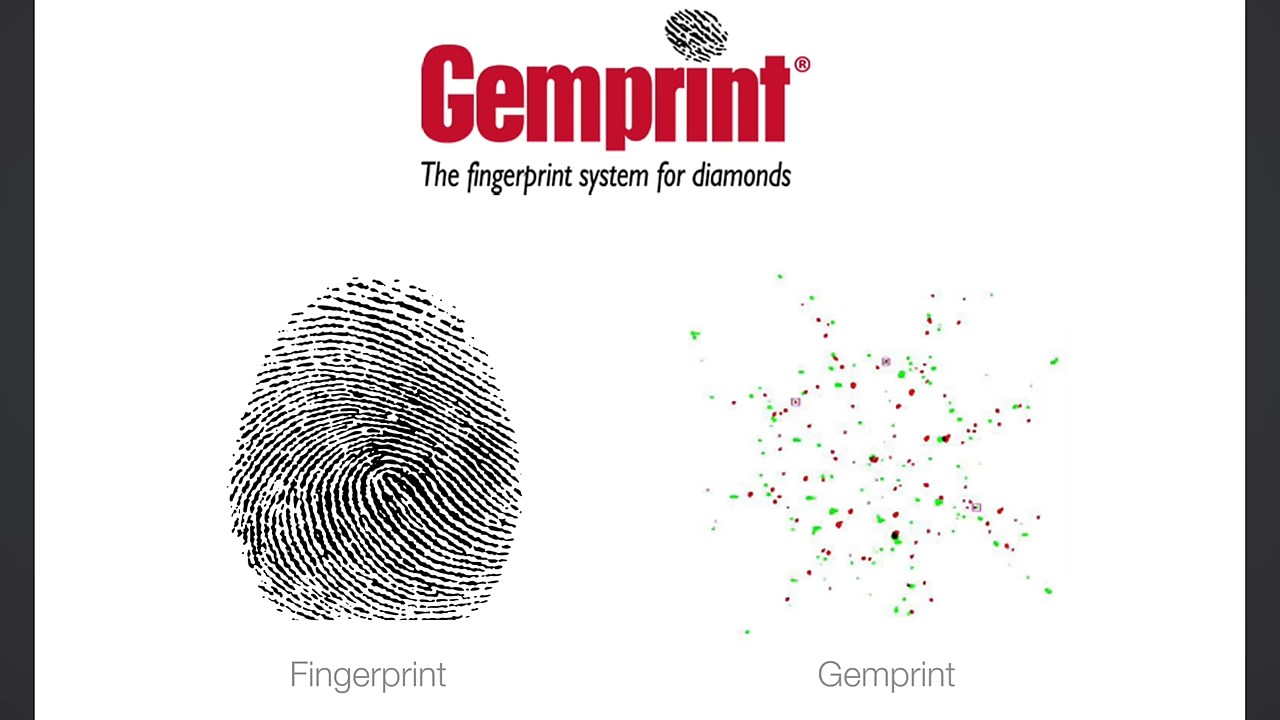 Gemprint®
The fingerprint system for diamonds
Fingerprint
Gemprint